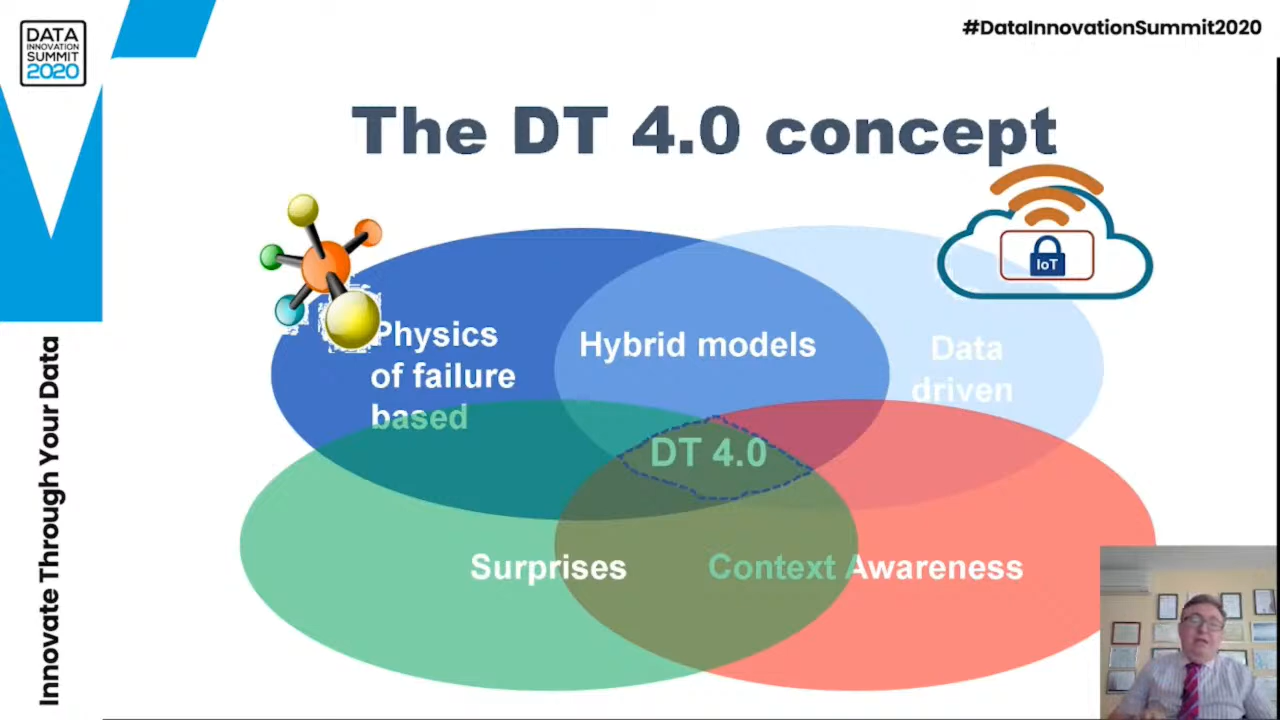 DATA
INNOVATION
SUMMIT
2020
#DataInnovationSummit2020
Innovate Through Your Data
The DT 4.0 concept
IoT
Physics
of failure
based
Hybrid models
Data
driven
DT 4.0
Surprises
Context Awareness